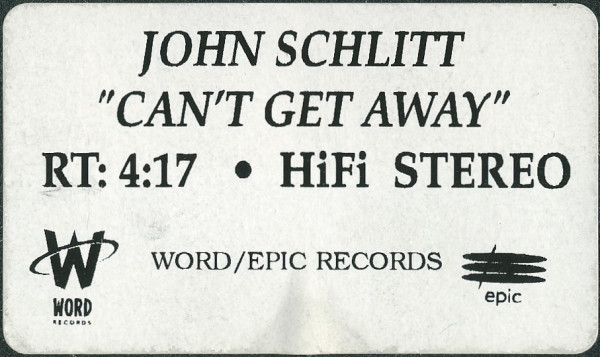 JOHN SCHLITT
"CAN'T GET AWAY"
RT: 4:17 • HiFi STEREO
WORD/EPIC RECORDS
W
WORD
RECORDS
epic